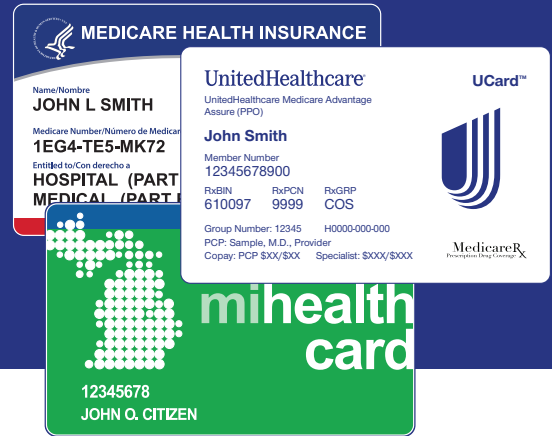 MEDICARE HEALTH INSURANCE
Name/Nombre
JOHN L SMITH
Medicare Number/Número de Medicar
1EG4-TE5-MK72
Entitled to/Con derecho a
HOSPITAL (PART
MEDICAL (PART
UnitedHealthcare®
UCard™
UnitedHealthcare Medicare Advantage
Assure (PPO)
John Smith
Member Number
12345678900
RxBIN RxPCN RxGRP
610097 9999 COS
Group Number: 12345 H0000-000-000
PCP: Sample, M.D., Provider
Copay: PCP $XX/$XX Specialist: $XXX/$XXX
MedicareRx
Prescription Drug Coverage
mihealth
card
12345678
JOHN O. CITIZEN